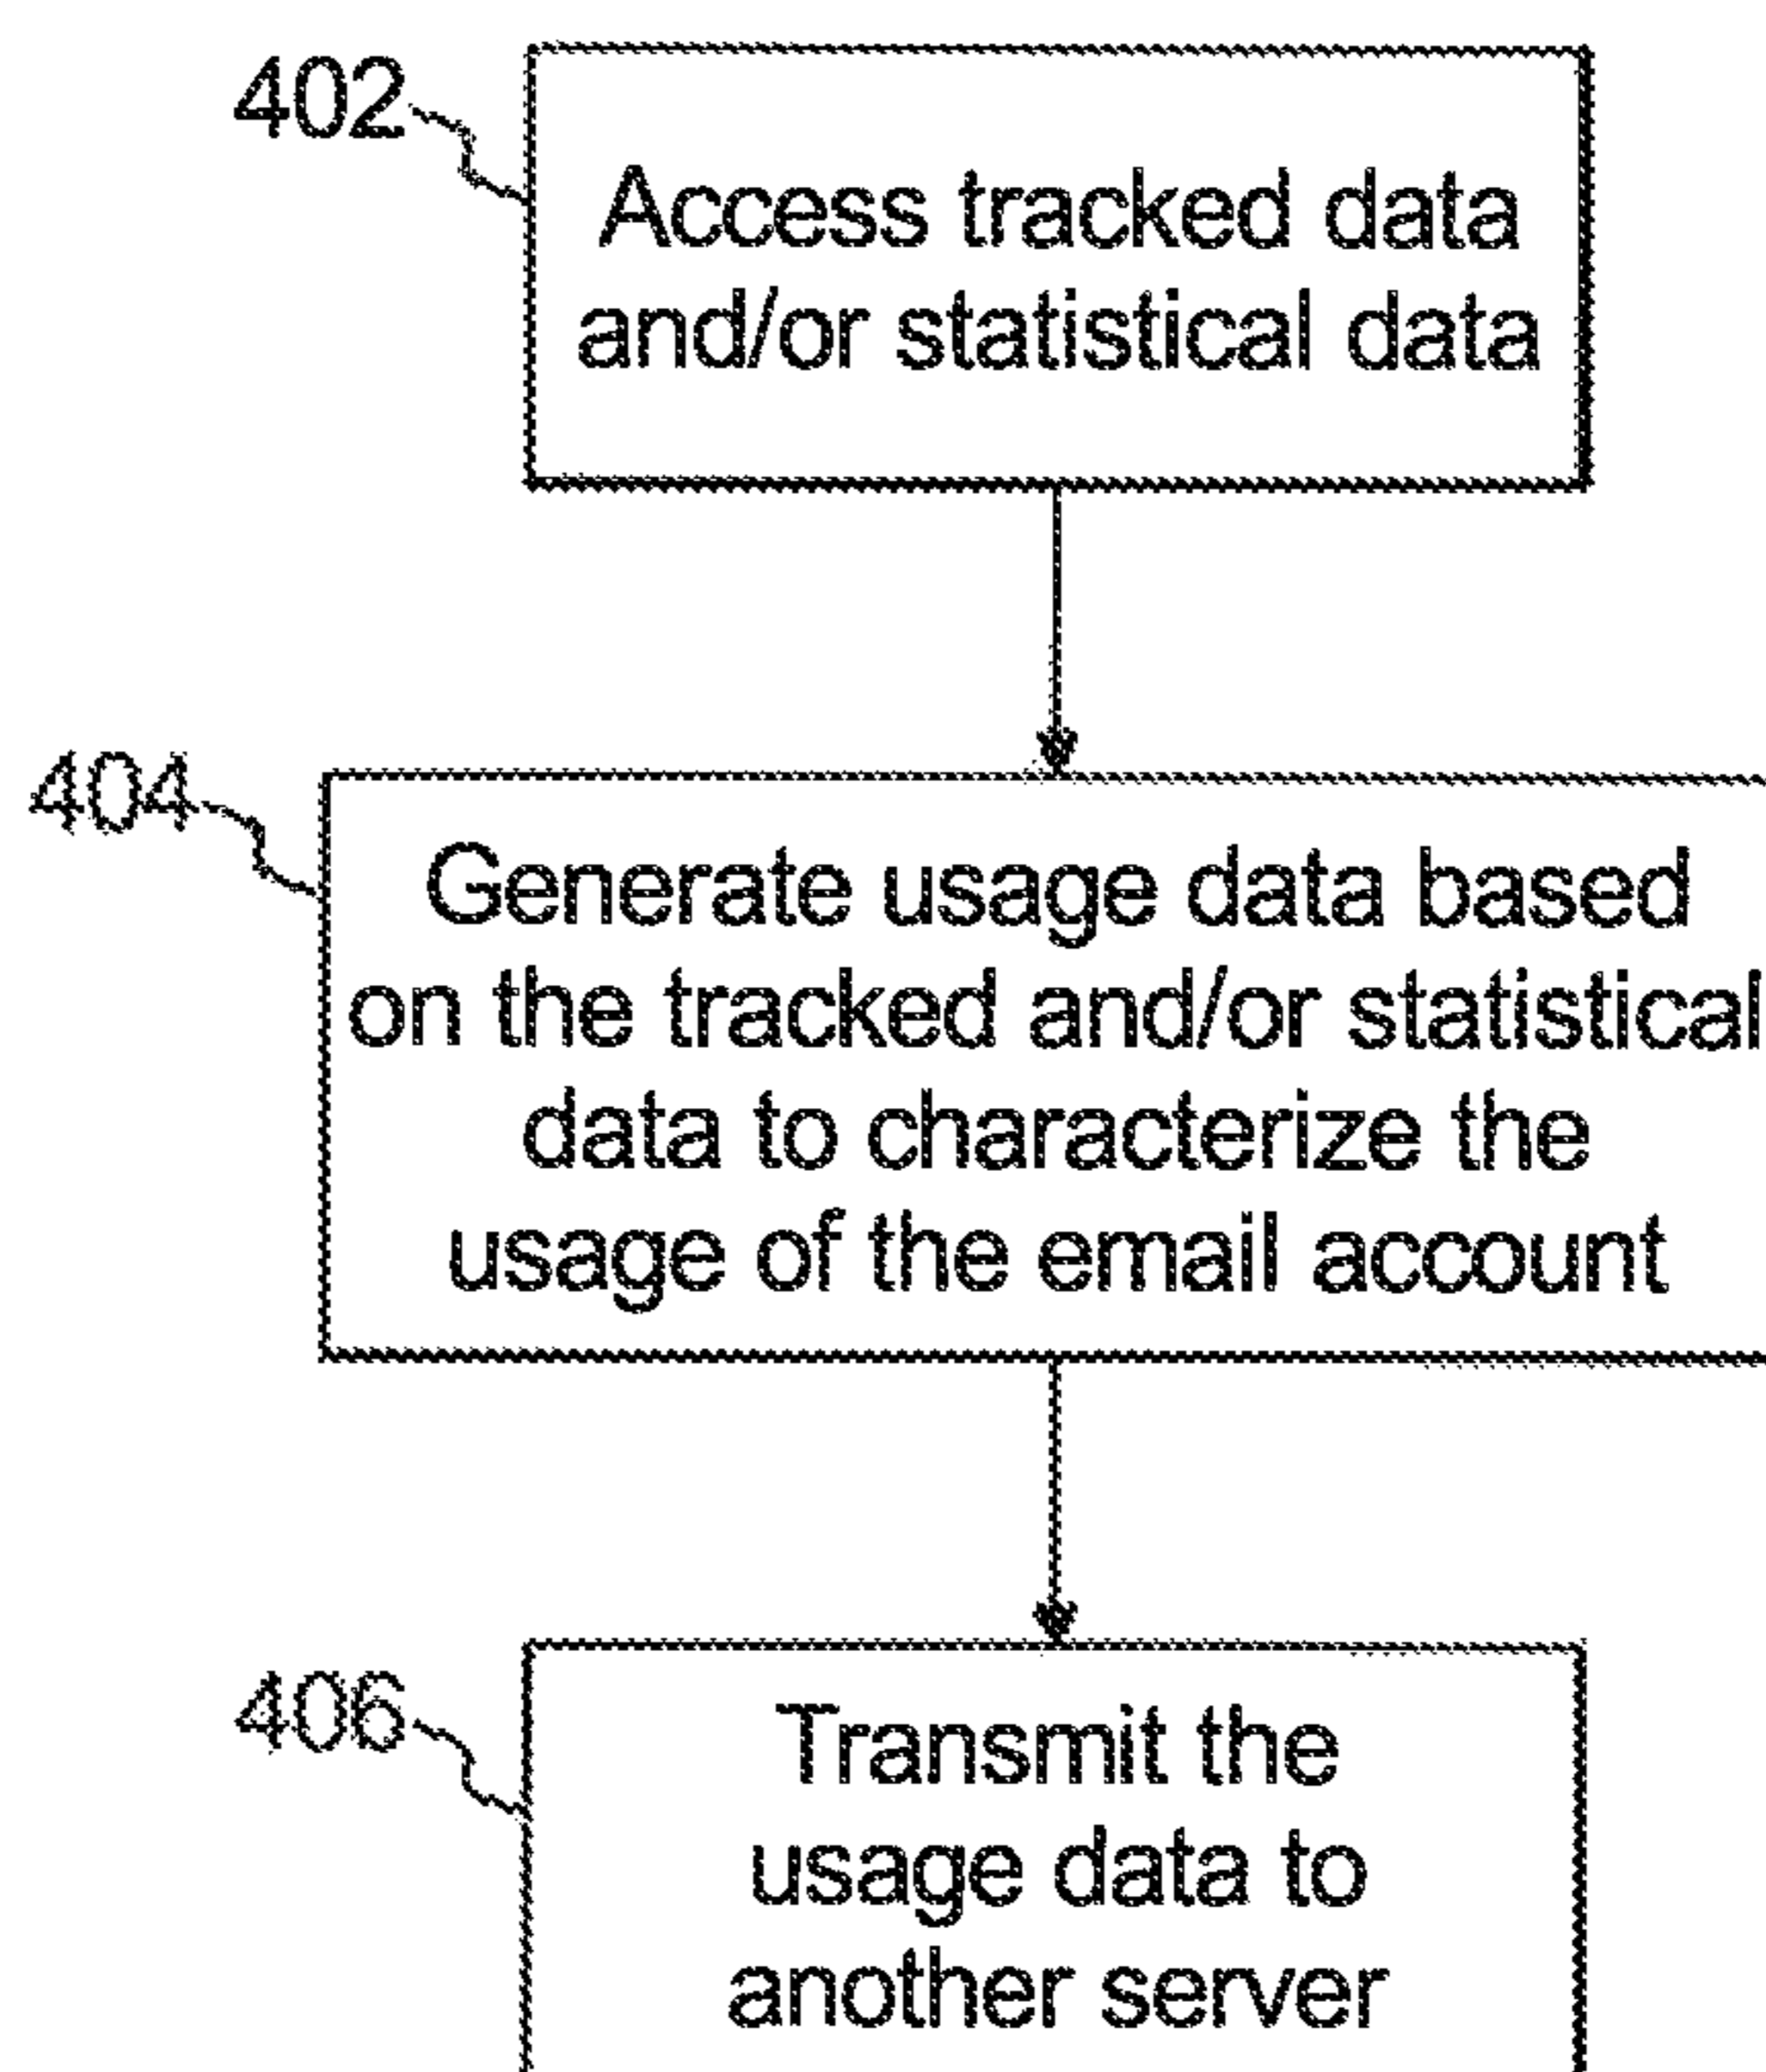 402
Access tracked data
and/or statistical data
404
Generate usage data based
on the tracked and/or statistical
data to characterize the
usage of the email account
406
Transmit the
usage data to
another server